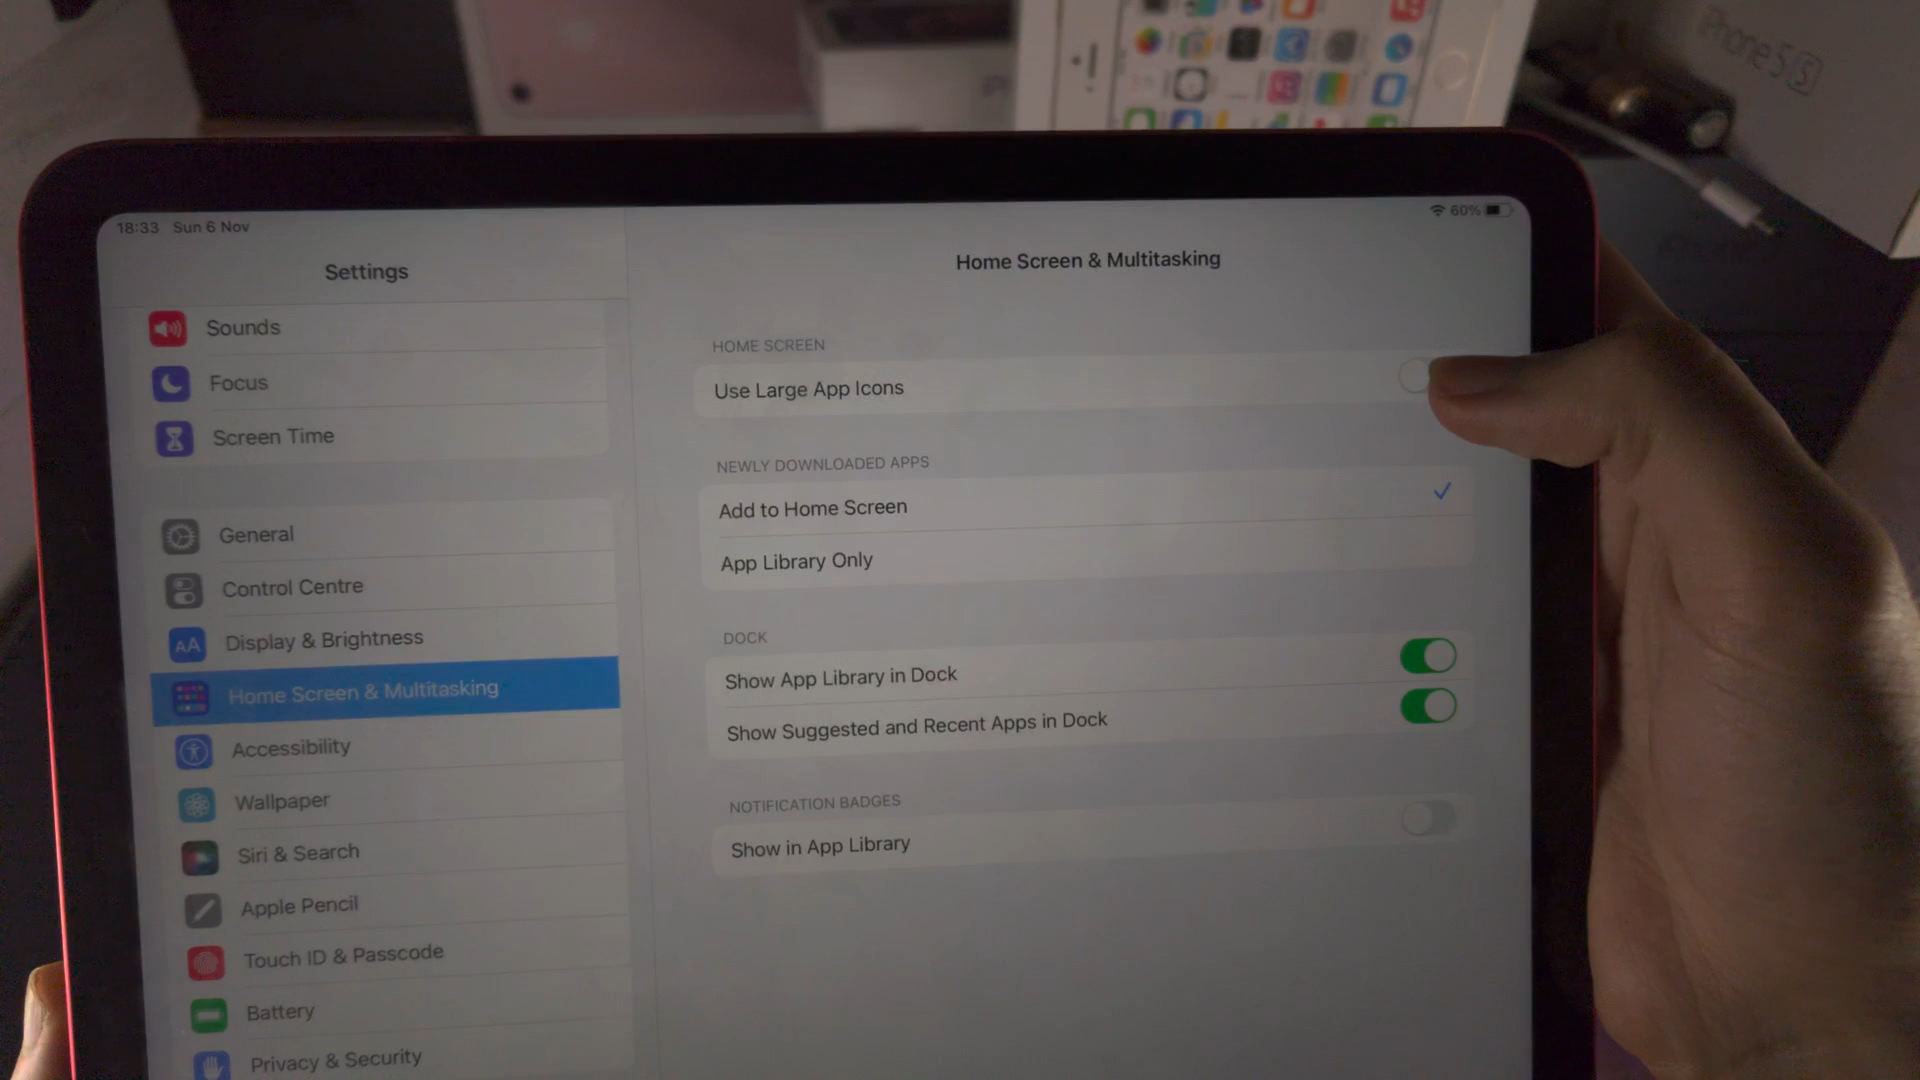 iPhone 5s
18:33 Sun 6 Nov
60%
Settings
Sounds
Focus
Screen Time
General
Control Centre
Display & Brightness
Home Screen & Multitasking
Accessibility
Wallpaper
Siri & Search
Apple Pencil
Touch ID & Passcode
Battery
Privacy & Security
Home Screen & Multitasking
HOME SCREEN
Use Large App Icons
NEWLY DOWNLOADED APPS
Add to Home Screen
App Library Only
DOCK
Show App Library in Dock
Show Suggested and Recent Apps in Dock
NOTIFICATION BADGES
Show in App Library